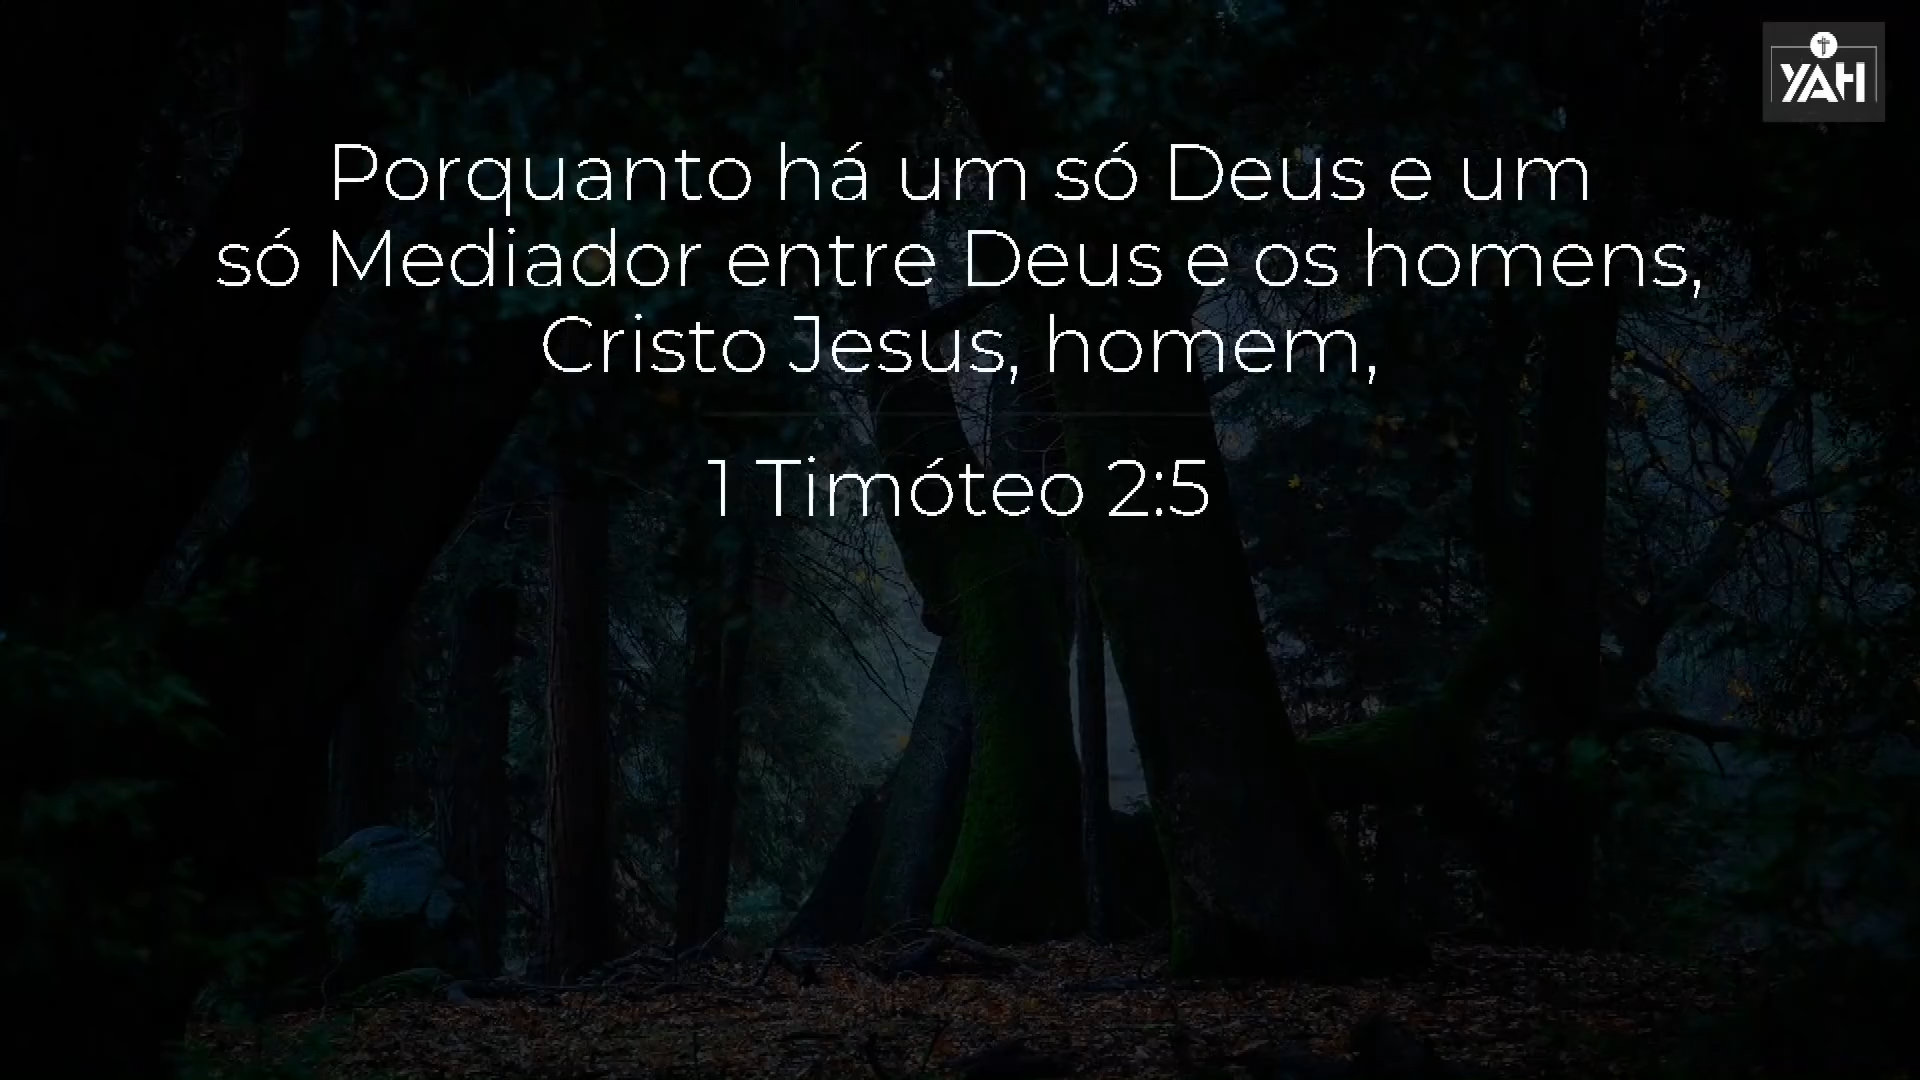 YAH
Porquanto há um só Deus e um
só Mediador entre Deus e os homens,
Cristo Jesus, homem,
1 Timóteo 2:5